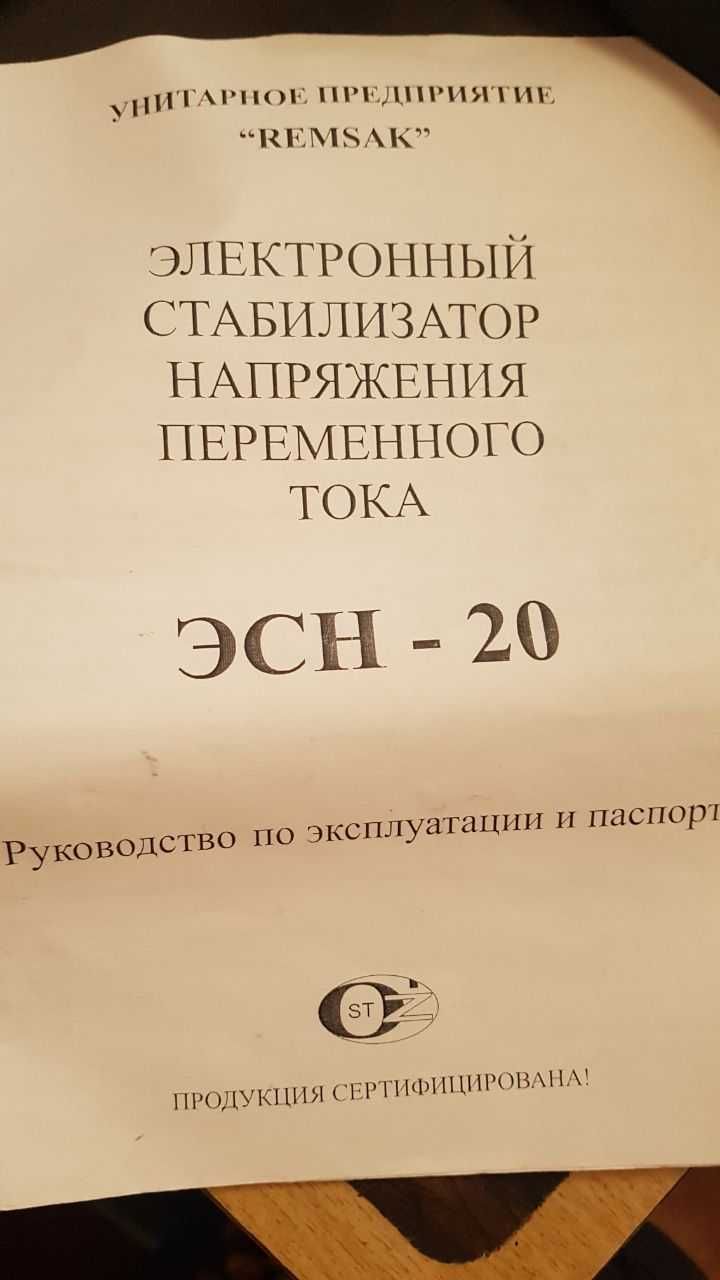 УНИТАРНОЕ ПРЕДПРИЯТИЕ
“REMSAK”
ЭЛЕКТРОННЫЙ
СТАБИЛИЗАТОР
НАПРЯЖЕНИЯ
ПЕРЕМЕННОГО
ТОКА
ЭСН - 20
Руководство по эксплуатации и паспорт
ST
ПРОДУКЦИЯ СЕРТИФИЦИРОВАНА!